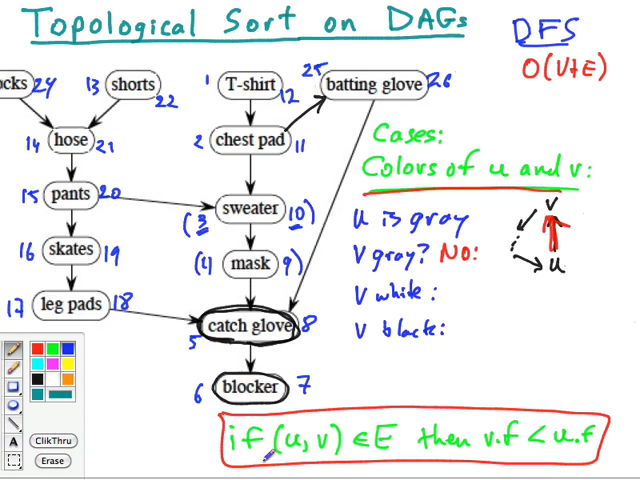 Topological Sort on DAGs
DFS
O(V+E)
ocks 24
13 shorts 22
1 T-shirt 12
25 batting glove 26
14 hose 21
2 chest pad 11
Cases:
Colors of u and v:
15 pants 20
(3 sweater 10)
u is gray
v
16 skates 19
(4 mask 9)
v gray? No:
u
v white:
17 leg pads 18
5 catch glove 8
v black:
6 blocker 7
if (u,v) ∈ E then v.f < u.f
A
ClikThru
Erase